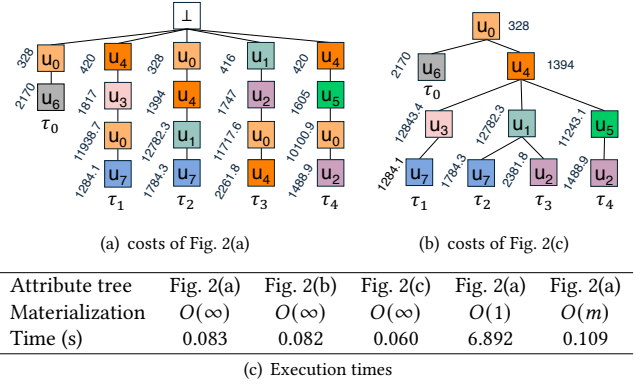 ⊥
328 420 328 416 420
u₀ u₄ u₀ u₁ u₄
2170 1817 1394 1747 1605
u₆ u₃ u₄ u₂ u₅
τ₀
11938.7 12782.3 11717.6 10100.9
u₀ u₁ u₀ u₀
1284.1 1784.3 2261.8 1488.9
u₇ u₇ u₄ u₂
τ₁ τ₂ τ₃ τ₄
(a) costs of Fig. 2(a)
u₀ 328
2170 u₆ u₄ 1394
τ₀
12843.4 12782.3 11243.1
u₃ u₁ u₅
1284.1 1784.3 2381.8 1488.9
u₇ u₇ u₂ u₂
τ₁ τ₂ τ₃ τ₄
(b) costs of Fig. 2(c)
Attribute tree Fig. 2(a) Fig. 2(b) Fig. 2(c) Fig. 2(a) Fig. 2(a)
Materialization O(∞) O(∞) O(∞) O(1) O(m)
Time (s) 0.083 0.082 0.060 6.892 0.109
(c) Execution times